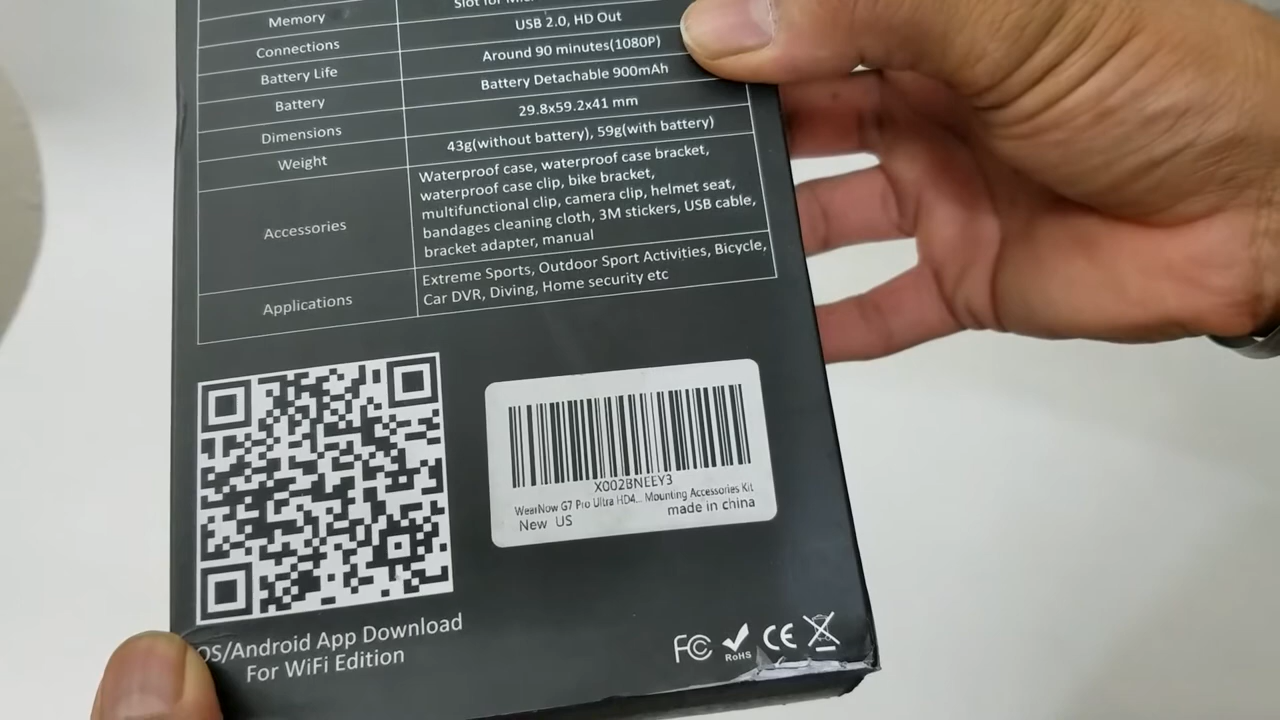 Memory
USB 2.0, HD Out
Connections
Around 90 minutes(1080P)
Battery Life
Battery Detachable 900mAh
Battery
29.8x59.2x41 mm
Dimensions
43g(without battery), 59g(with battery)
Weight
Waterproof case, waterproof case bracket,
waterproof case clip, bike bracket,
multifunctional clip, camera clip, helmet seat,
bandages cleaning cloth, 3M stickers, USB cable,
bracket adapter, manual
Accessories
Extreme Sports, Outdoor Sport Activities, Bicycle,
Car DVR, Diving, Home security etc
Applications
X002BNEEY3
WearNow G7 Pro Ultra HD4... Mounting Accessories Kit
New US
made in china
OS/Android App Download
For WiFi Edition
FC RoHS CE